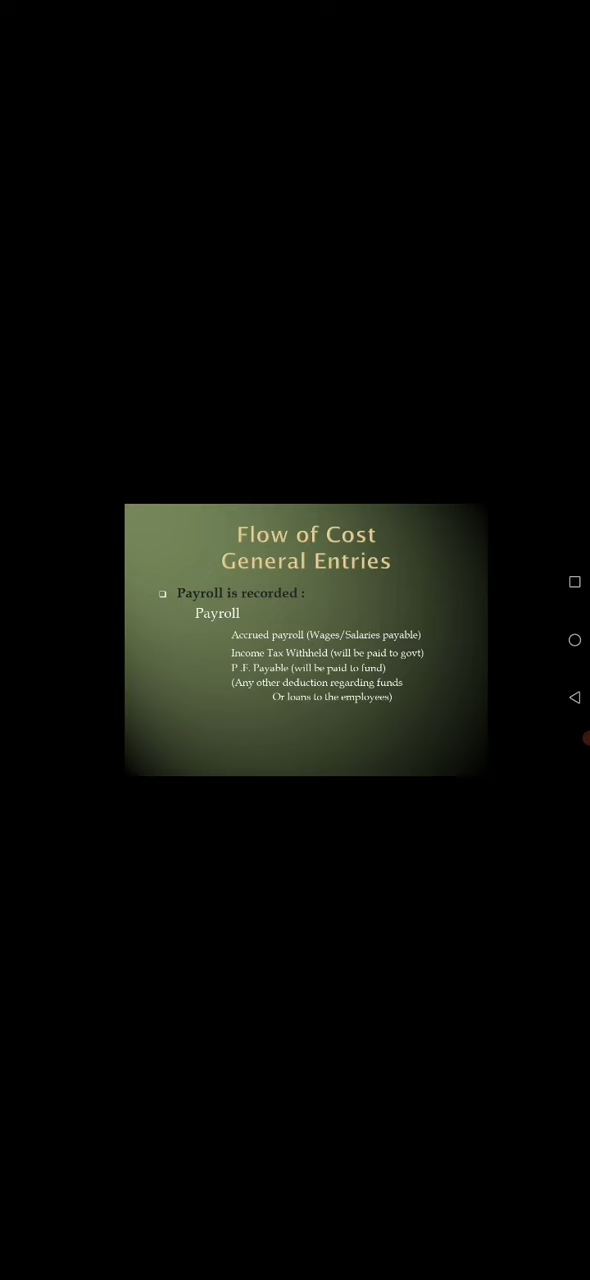 Flow of Cost
General Entries
Payroll is recorded :
Payroll
Accrued payroll (Wages/Salaries payable)
Income Tax Withheld (will be paid to govt)
P .F. Payable (will be paid to fund)
(Any other deduction regarding funds
Or loans to the employees)